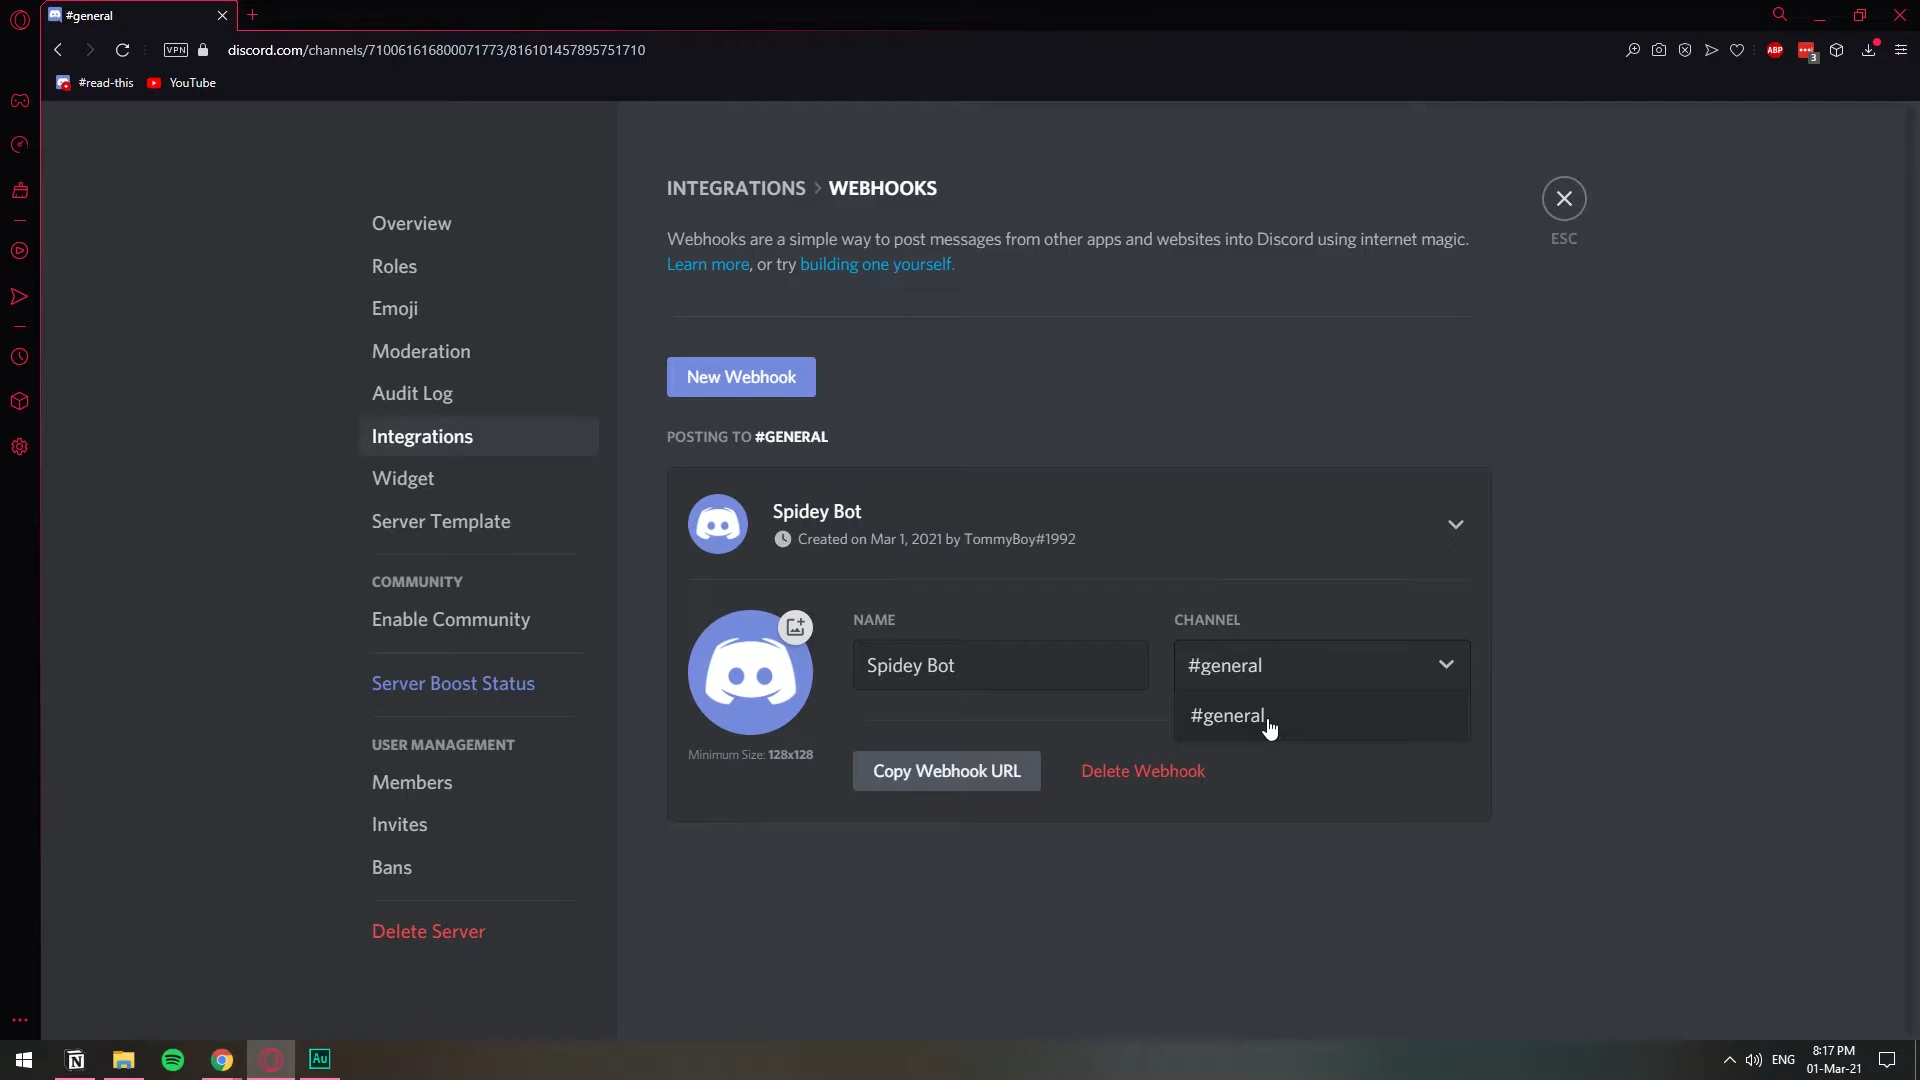 #general
VPN
discord.com/channels/710061616800071773/816101457895751710
ABP
3
#read-this
YouTube
Overview
Roles
Emoji
Moderation
Audit Log
Integrations
Widget
Server Template
COMMUNITY
Enable Community
Server Boost Status
USER MANAGEMENT
Members
Invites
Bans
Delete Server
INTEGRATIONS > WEBHOOKS
Webhooks are a simple way to post messages from other apps and websites into Discord using internet magic.
Learn more, or try building one yourself.
ESC
New Webhook
POSTING TO #GENERAL
Spidey Bot
Created on Mar 1, 2021 by TommyBoy#1992
NAME
CHANNEL
Spidey Bot
#general
#general
Minimum Size: 128x128
Copy Webhook URL
Delete Webhook
Au
ENG
8:17 PM
01-Mar-21